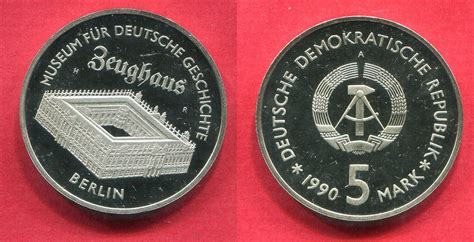 MUSEUM FÜR DEUTSCHE GESCHICHTE
Zeughaus
H R
BERLIN
DEUTSCHE DEMOKRATISCHE REPUBLIK
A
* 1990 5 MARK *